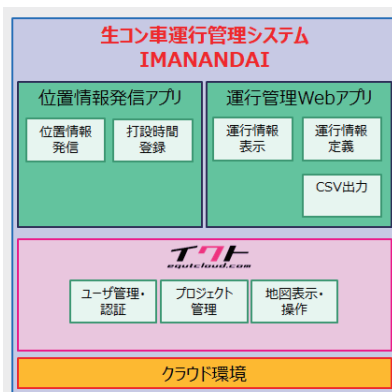 生コン車運行管理システム
IMANANDAI
位置情報発信アプリ
運行管理Webアプリ
位置情報
発信
打設時間
登録
運行情報
表示
運行情報
定義
CSV出力
イクト
equtcloud.com
ユーザ管理・
認証
プロジェクト
管理
地図表示・
操作
クラウド環境